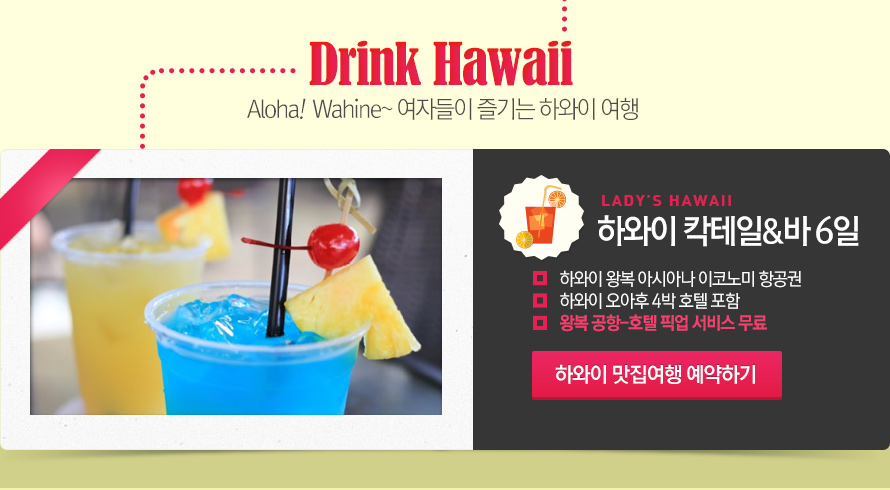 Drink Hawaii
Aloha! Wahine~ 여자들이 즐기는 하와이 여행
LADY'S HAWAII
하와이 칵테일&바 6일
하와이 왕복 아시아나 이코노미 항공권
하와이 오아후 4박 호텔 포함
왕복 공항-호텔 픽업 서비스 무료
하와이 맛집여행 예약하기